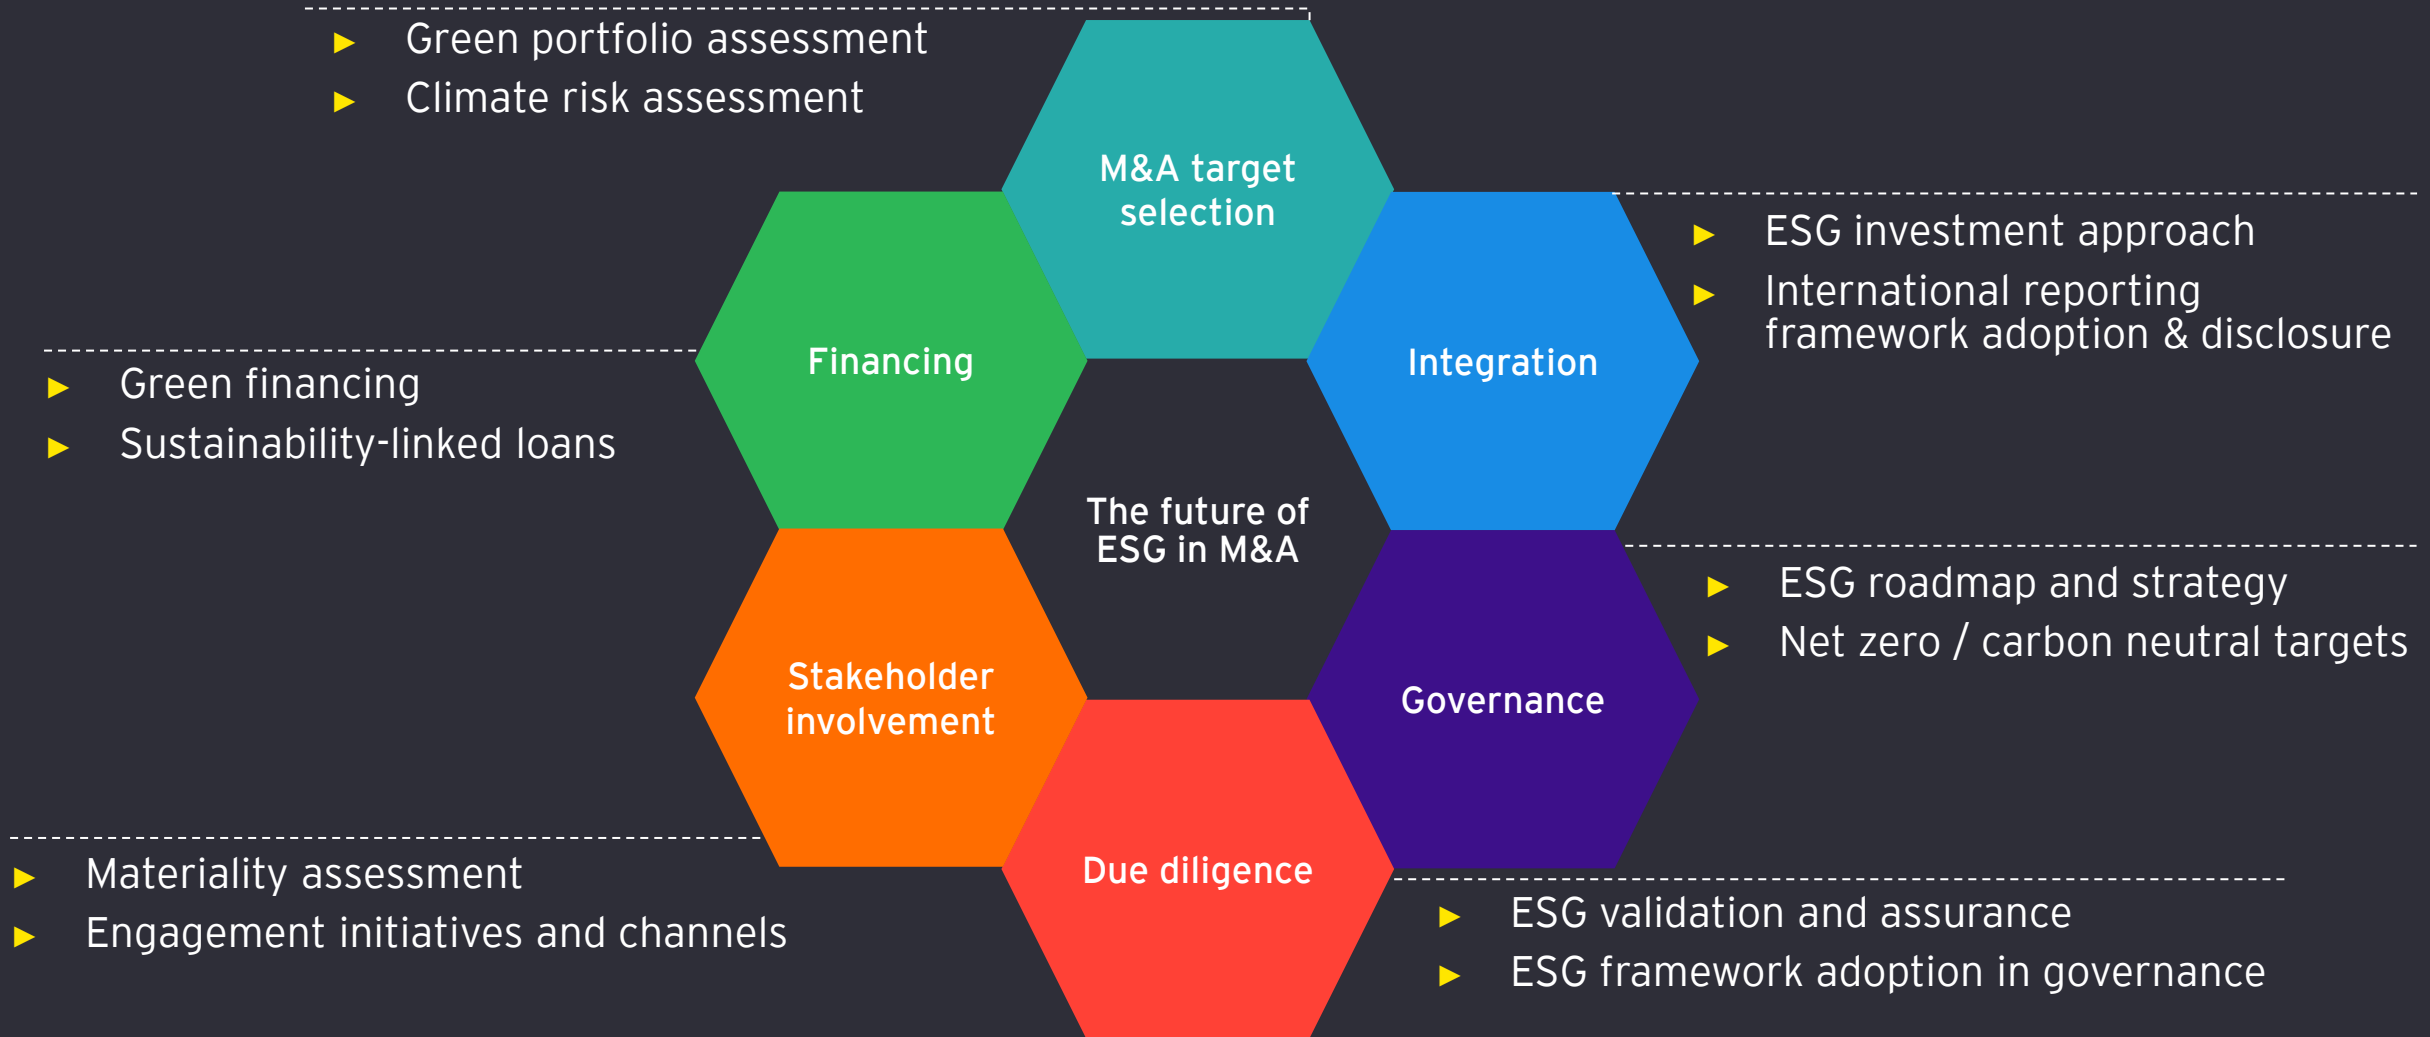 Green portfolio assessment
Climate risk assessment
M&A target
selection
ESG investment approach
International reporting
framework adoption & disclosure
Integration
Financing
Green financing
Sustainability-linked loans
The future of
ESG in M&A
ESG roadmap and strategy
Net zero / carbon neutral targets
Governance
Stakeholder
involvement
Materiality assessment
Engagement initiatives and channels
Due diligence
ESG validation and assurance
ESG framework adoption in governance